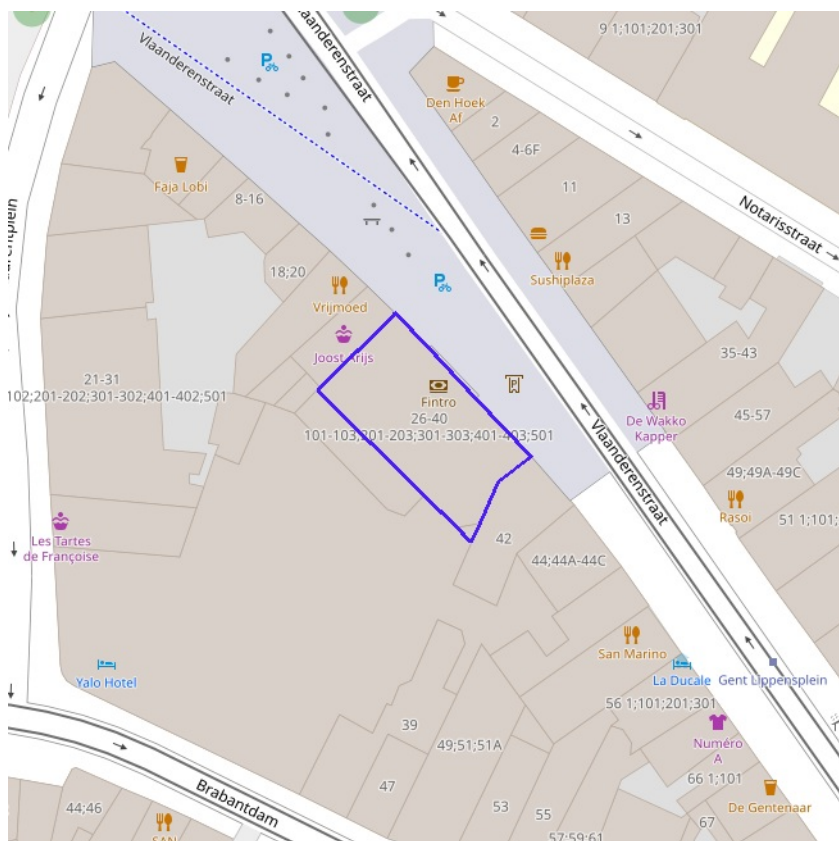 9 1;101;201;301
Vlaanderenstraat
Vlaanderenstraat
P
Den Hoek
Af
2
4-6F
11
13
Notarisstraat
Faja Lobi
8-16
Sushiplaza
P
18;20
Vrijmoed
Joost Arijs
35-43
21-31
102;201-202;301-302;401-402;501
Fintro
26-40
101-103;201-203;301-303;401-403;501
P
De Wakko
Kapper
45-57
Vlaanderenstraat
49;49A-49C
Rasoi
51 1;101;
Les Tartes
de Françoise
42
44;44A-44C
San Marino
La Ducale
Gent Lippensplein
Yalo Hotel
56 1;101;201;301
Numéro
A
39
49;51;51A
66 1;101
47
De Gentenaar
Brabantdam
44;46
53
55
67
57;59;61
SAN